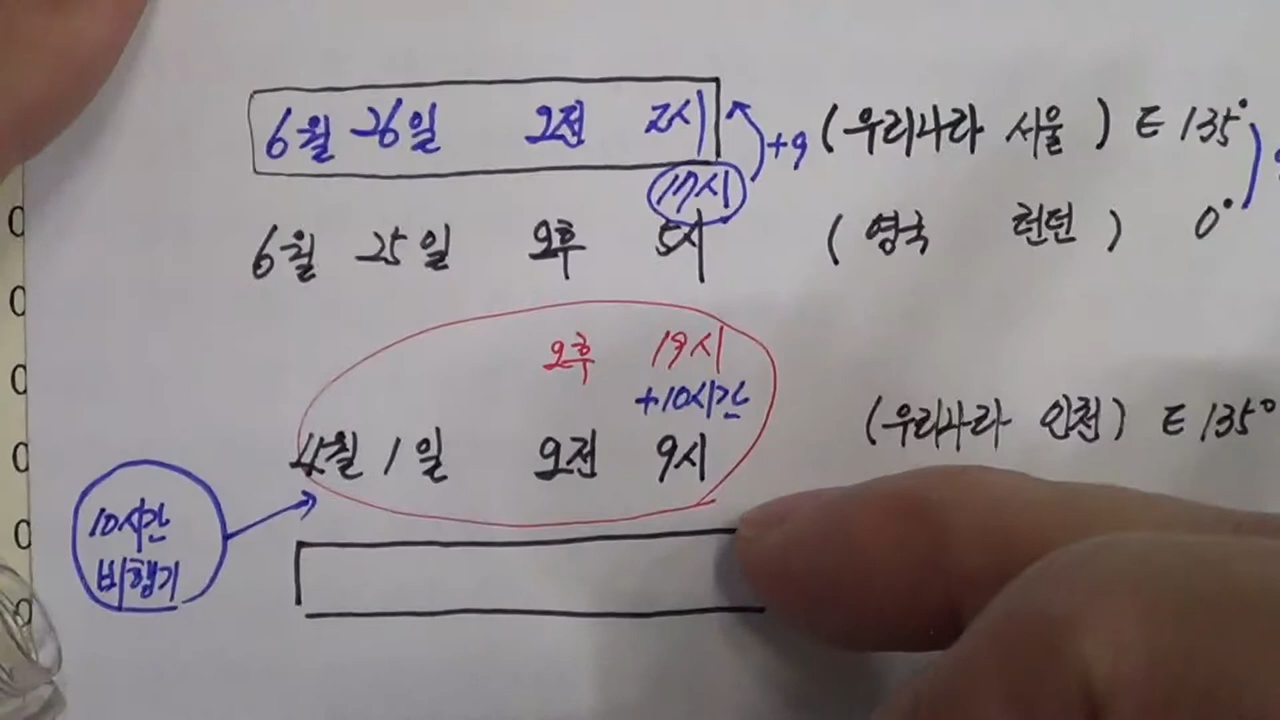 6월 26일 오전 2시 +9 (우리나라 서울) E 135°
17시
6월 25일 오후 5시 (영국 런던) 0°
오후 19시
+10시간
(우리나라 인천) E 135°
4월 1일 오전 9시
10시간
비행기